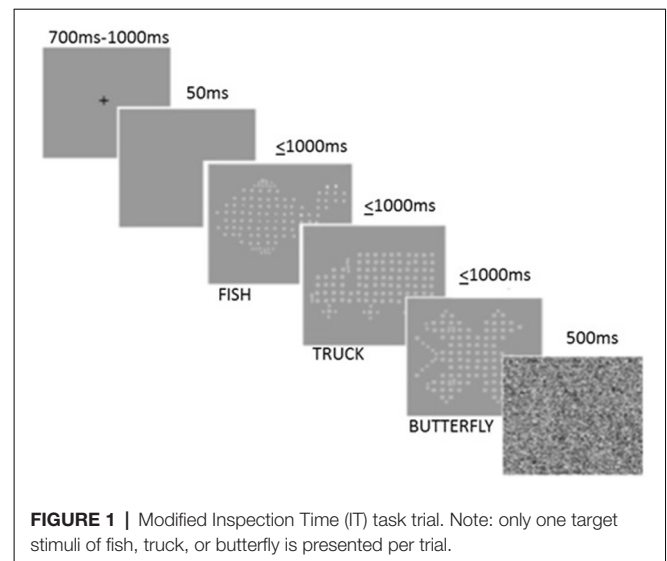 700ms-1000ms
50ms
≤1000ms
≤1000ms
≤1000ms
500ms
FISH
TRUCK
BUTTERFLY
FIGURE 1 | Modified Inspection Time (IT) task trial. Note: only one target
stimuli of fish, truck, or butterfly is presented per trial.